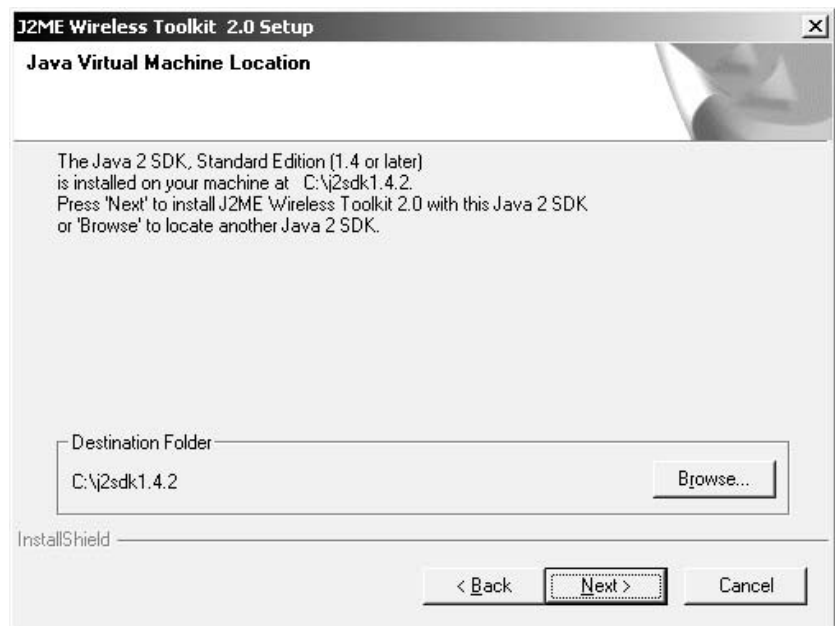 J2ME Wireless Toolkit 2.0 Setup
Java Virtual Machine Location
The Java 2 SDK, Standard Edition (1.4 or later)
is installed on your machine at C:\j2sdk1.4.2.
Press 'Next' to install J2ME Wireless Toolkit 2.0 with this Java 2 SDK
or 'Browse' to locate another Java 2 SDK.
Destination Folder
C:\j2sdk1.4.2
Browse...
InstallShield
< Back
Next >
Cancel